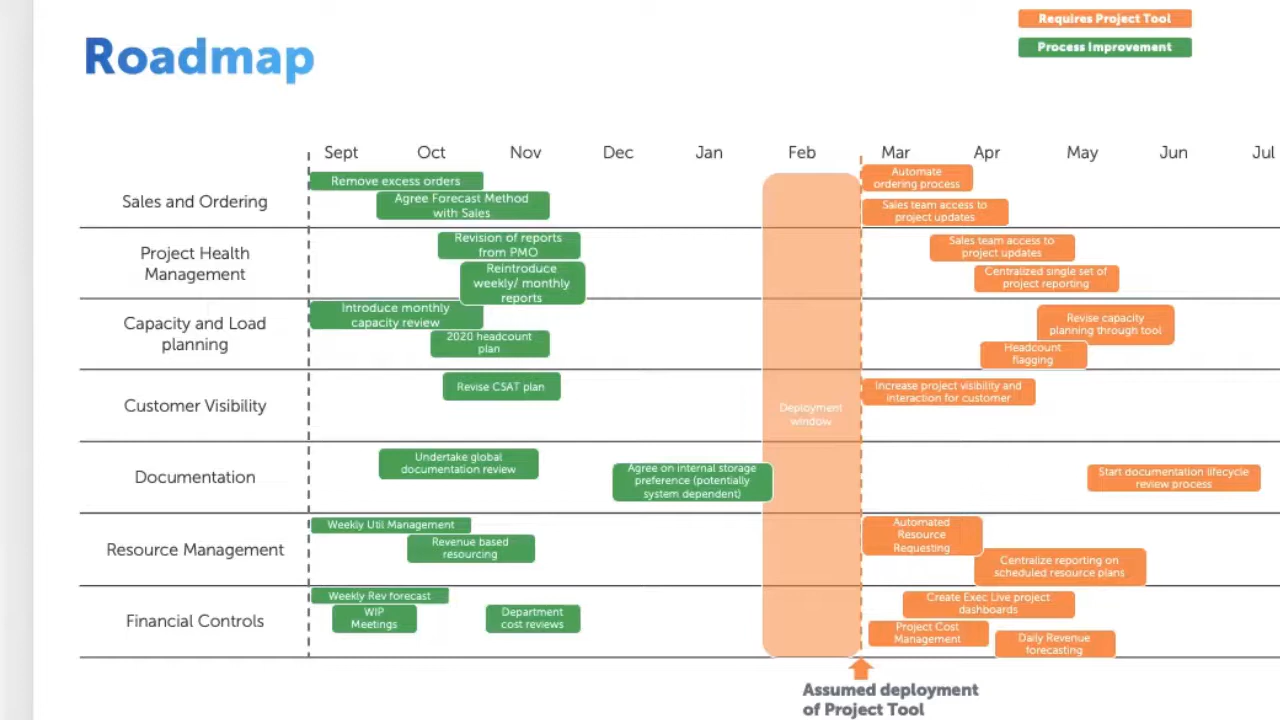 Requires Project Tool
Process Improvement
Roadmap
Sept Oct Nov Dec Jan Feb Mar Apr May Jun Jul
Sales and Ordering
Remove excess orders
Agree Forecast Method
with Sales
Automate
ordering process
Sales team access to
project updates
Project Health
Management
Revision of reports
from PMO
Reintroduce
weekly/ monthly
reports
Sales team access to
project updates
Centralized single set of
project reporting
Capacity and Load
planning
Introduce monthly
capacity review
2020 headcount
plan
Revise capacity
planning through tool
Headcount
flagging
Customer Visibility
Revise CSAT plan
Deployment
window
Increase project visibility and
interaction for customer
Documentation
Undertake global
documentation review
Agree on internal storage
preference (potentially
system dependent)
Start documentation lifecycle
review process
Resource Management
Weekly Util Management
Revenue based
resourcing
Automated
Resource
Requesting
Centralize reporting on
scheduled resource plans
Financial Controls
Weekly Rev forecast
WIP
Meetings
Department
cost reviews
Create Exec Live project
dashboards
Project Cost
Management
Daily Revenue
forecasting
Assumed deployment
of Project Tool